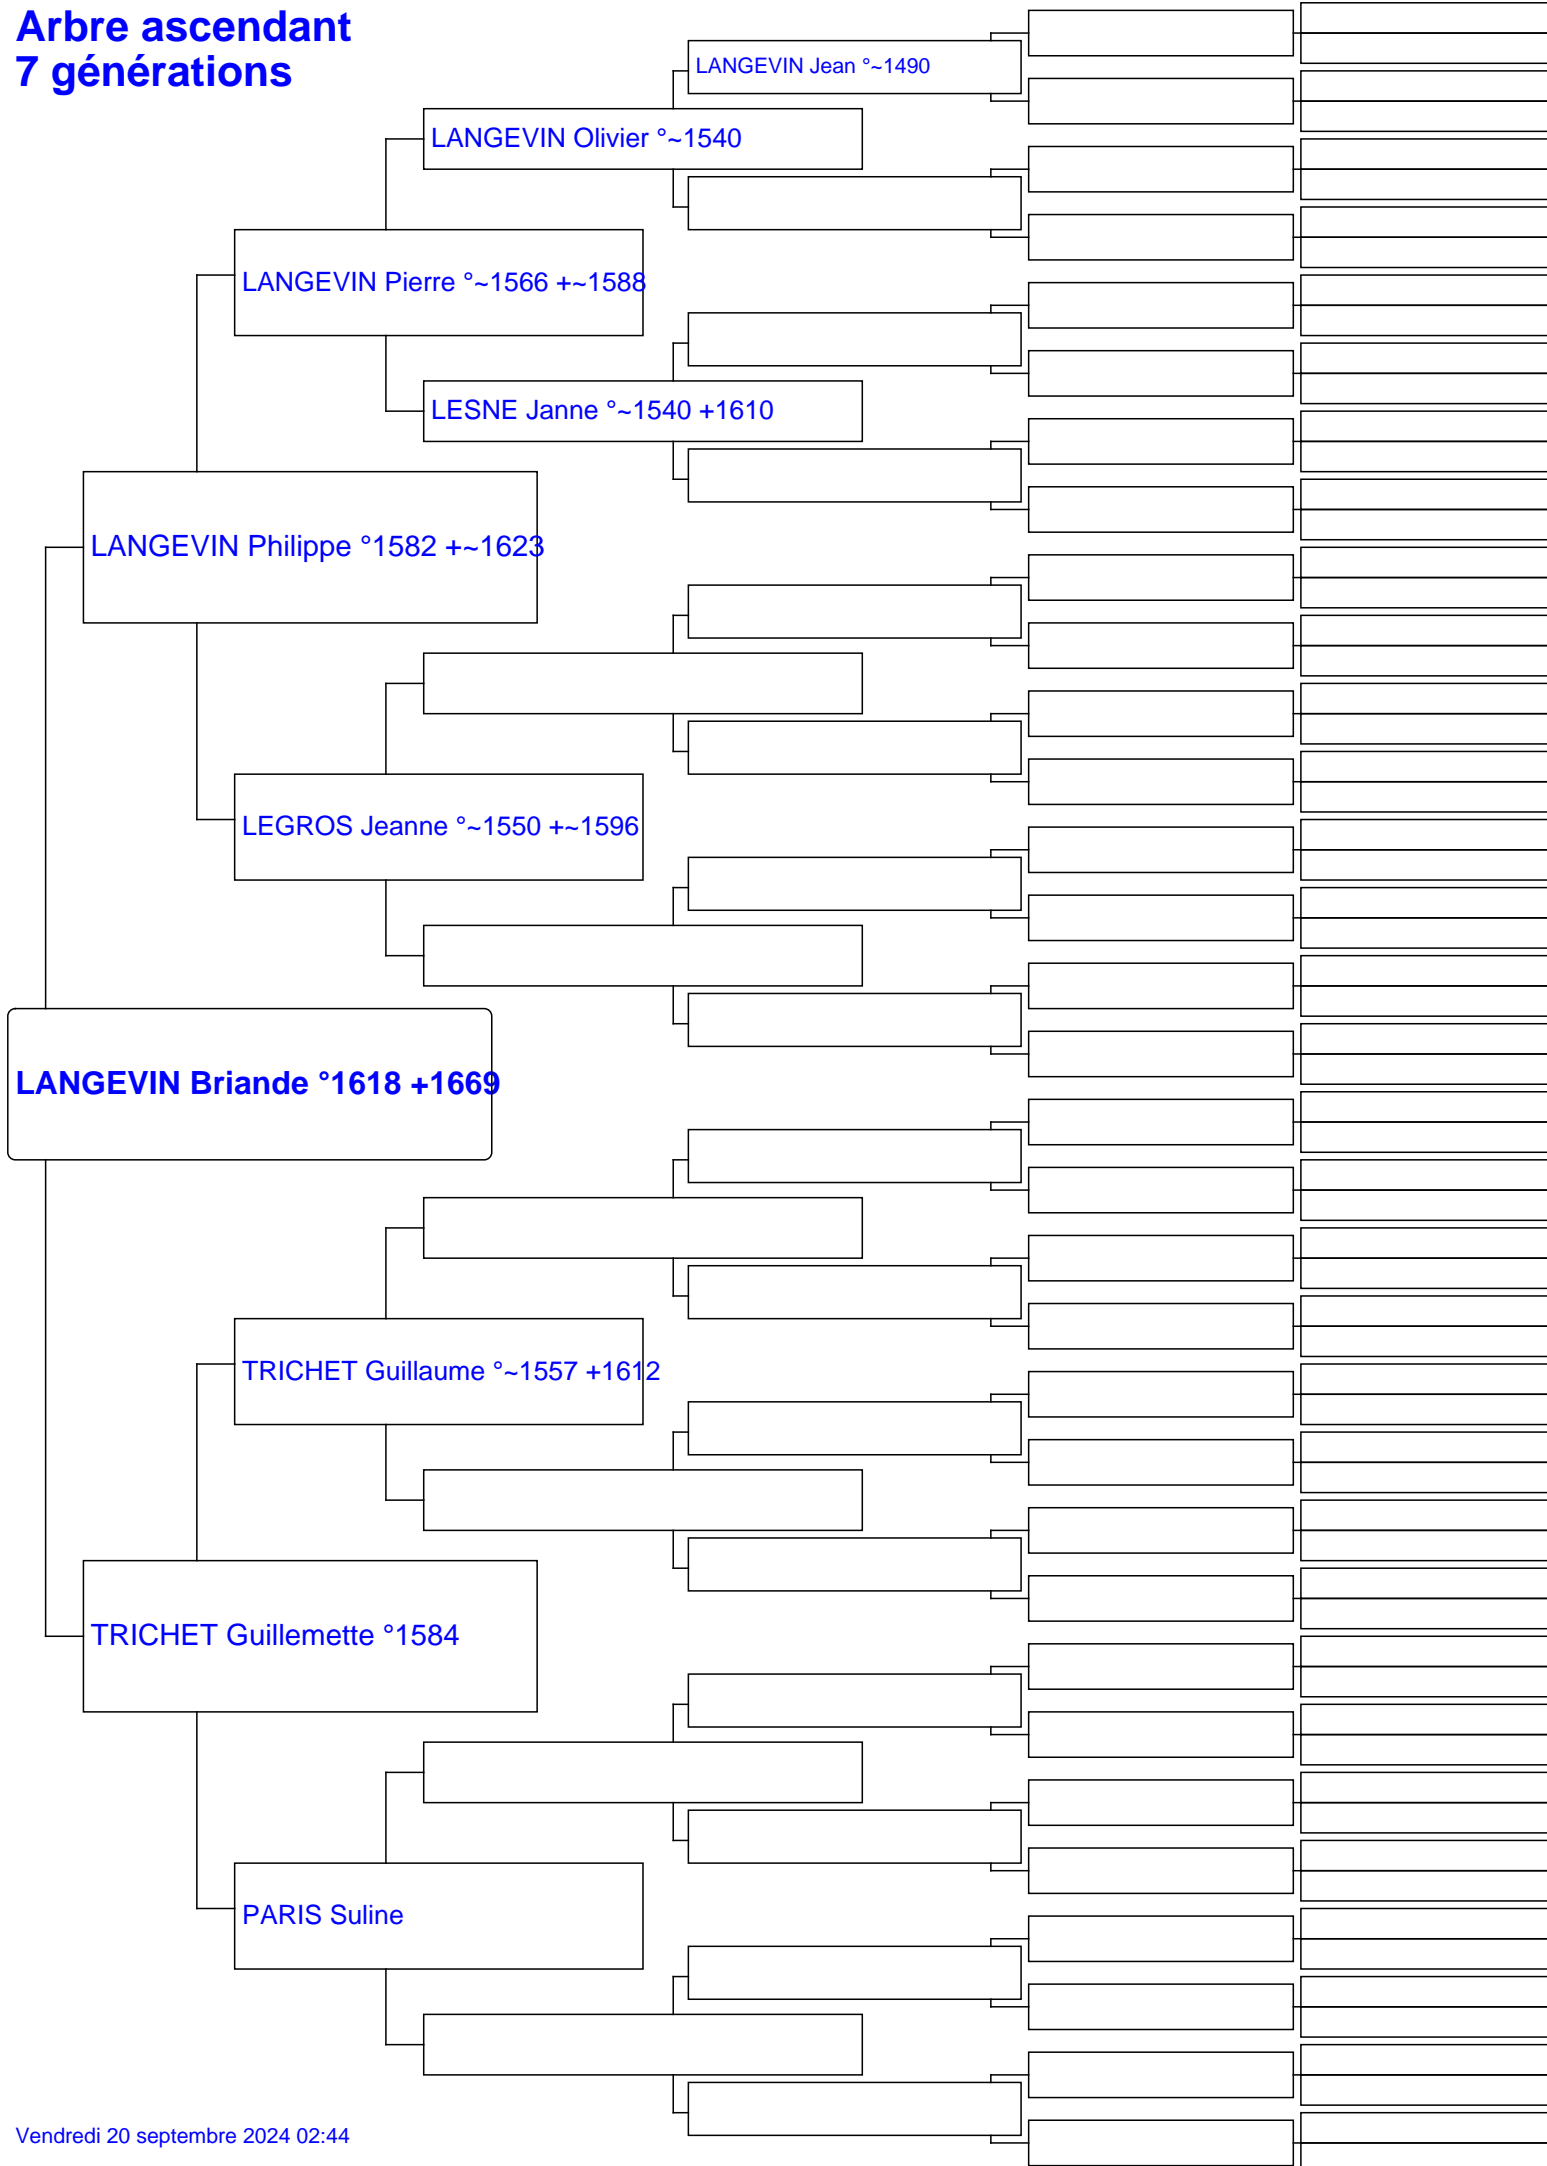 Arbre ascendant
7 générations
LANGEVIN Jean °~1490
LANGEVIN Olivier °~1540
LANGEVIN Pierre °~1566 +~1588
LESNE Janne °~1540 +1610
LANGEVIN Philippe °1582 +~1623
LEGROS Jeanne °~1550 +~1596
LANGEVIN Briande °1618 +1669
TRICHET Guillaume °~1557 +1612
TRICHET Guillemette °1584
PARIS Suline
Vendredi 20 septembre 2024 02:44